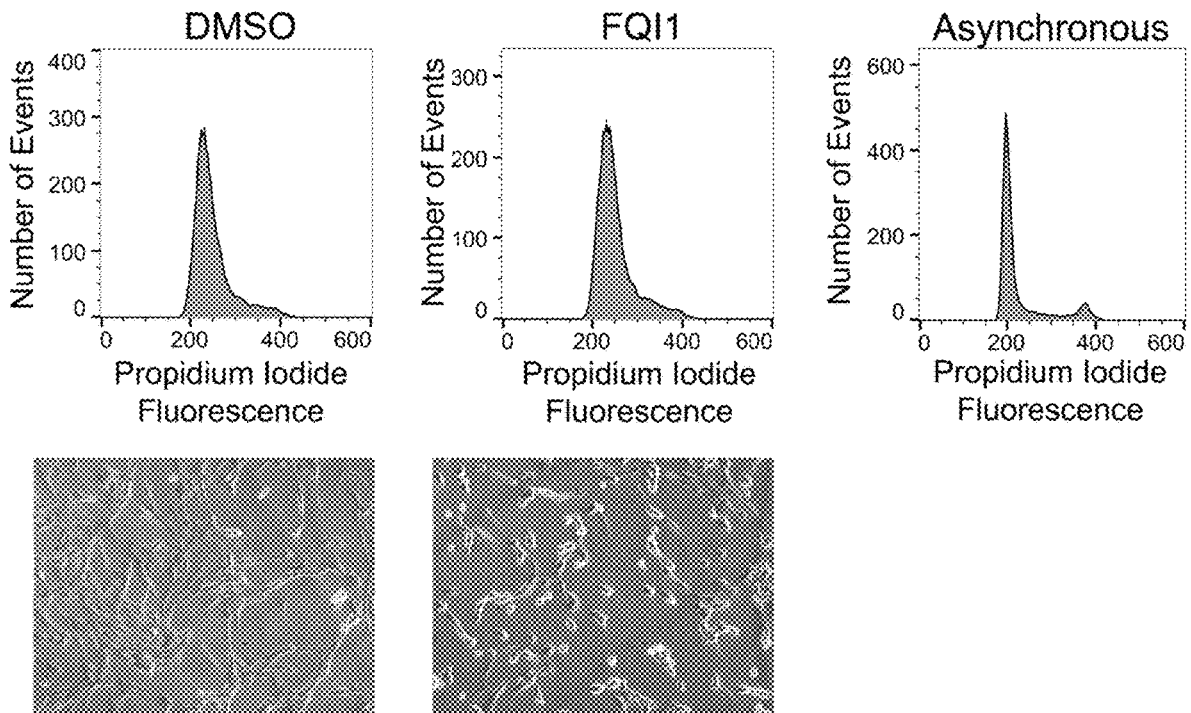 DMSO
FQI1
Asynchronous
Number of Events
400
300
200
100
0
0 200 400 600
Propidium Iodide
Fluorescence
Number of Events
300
200
100
0
0 200 400 600
Propidium Iodide
Fluorescence
Number of Events
600
400
200
0
0 200 400 600
Propidium Iodide
Fluorescence